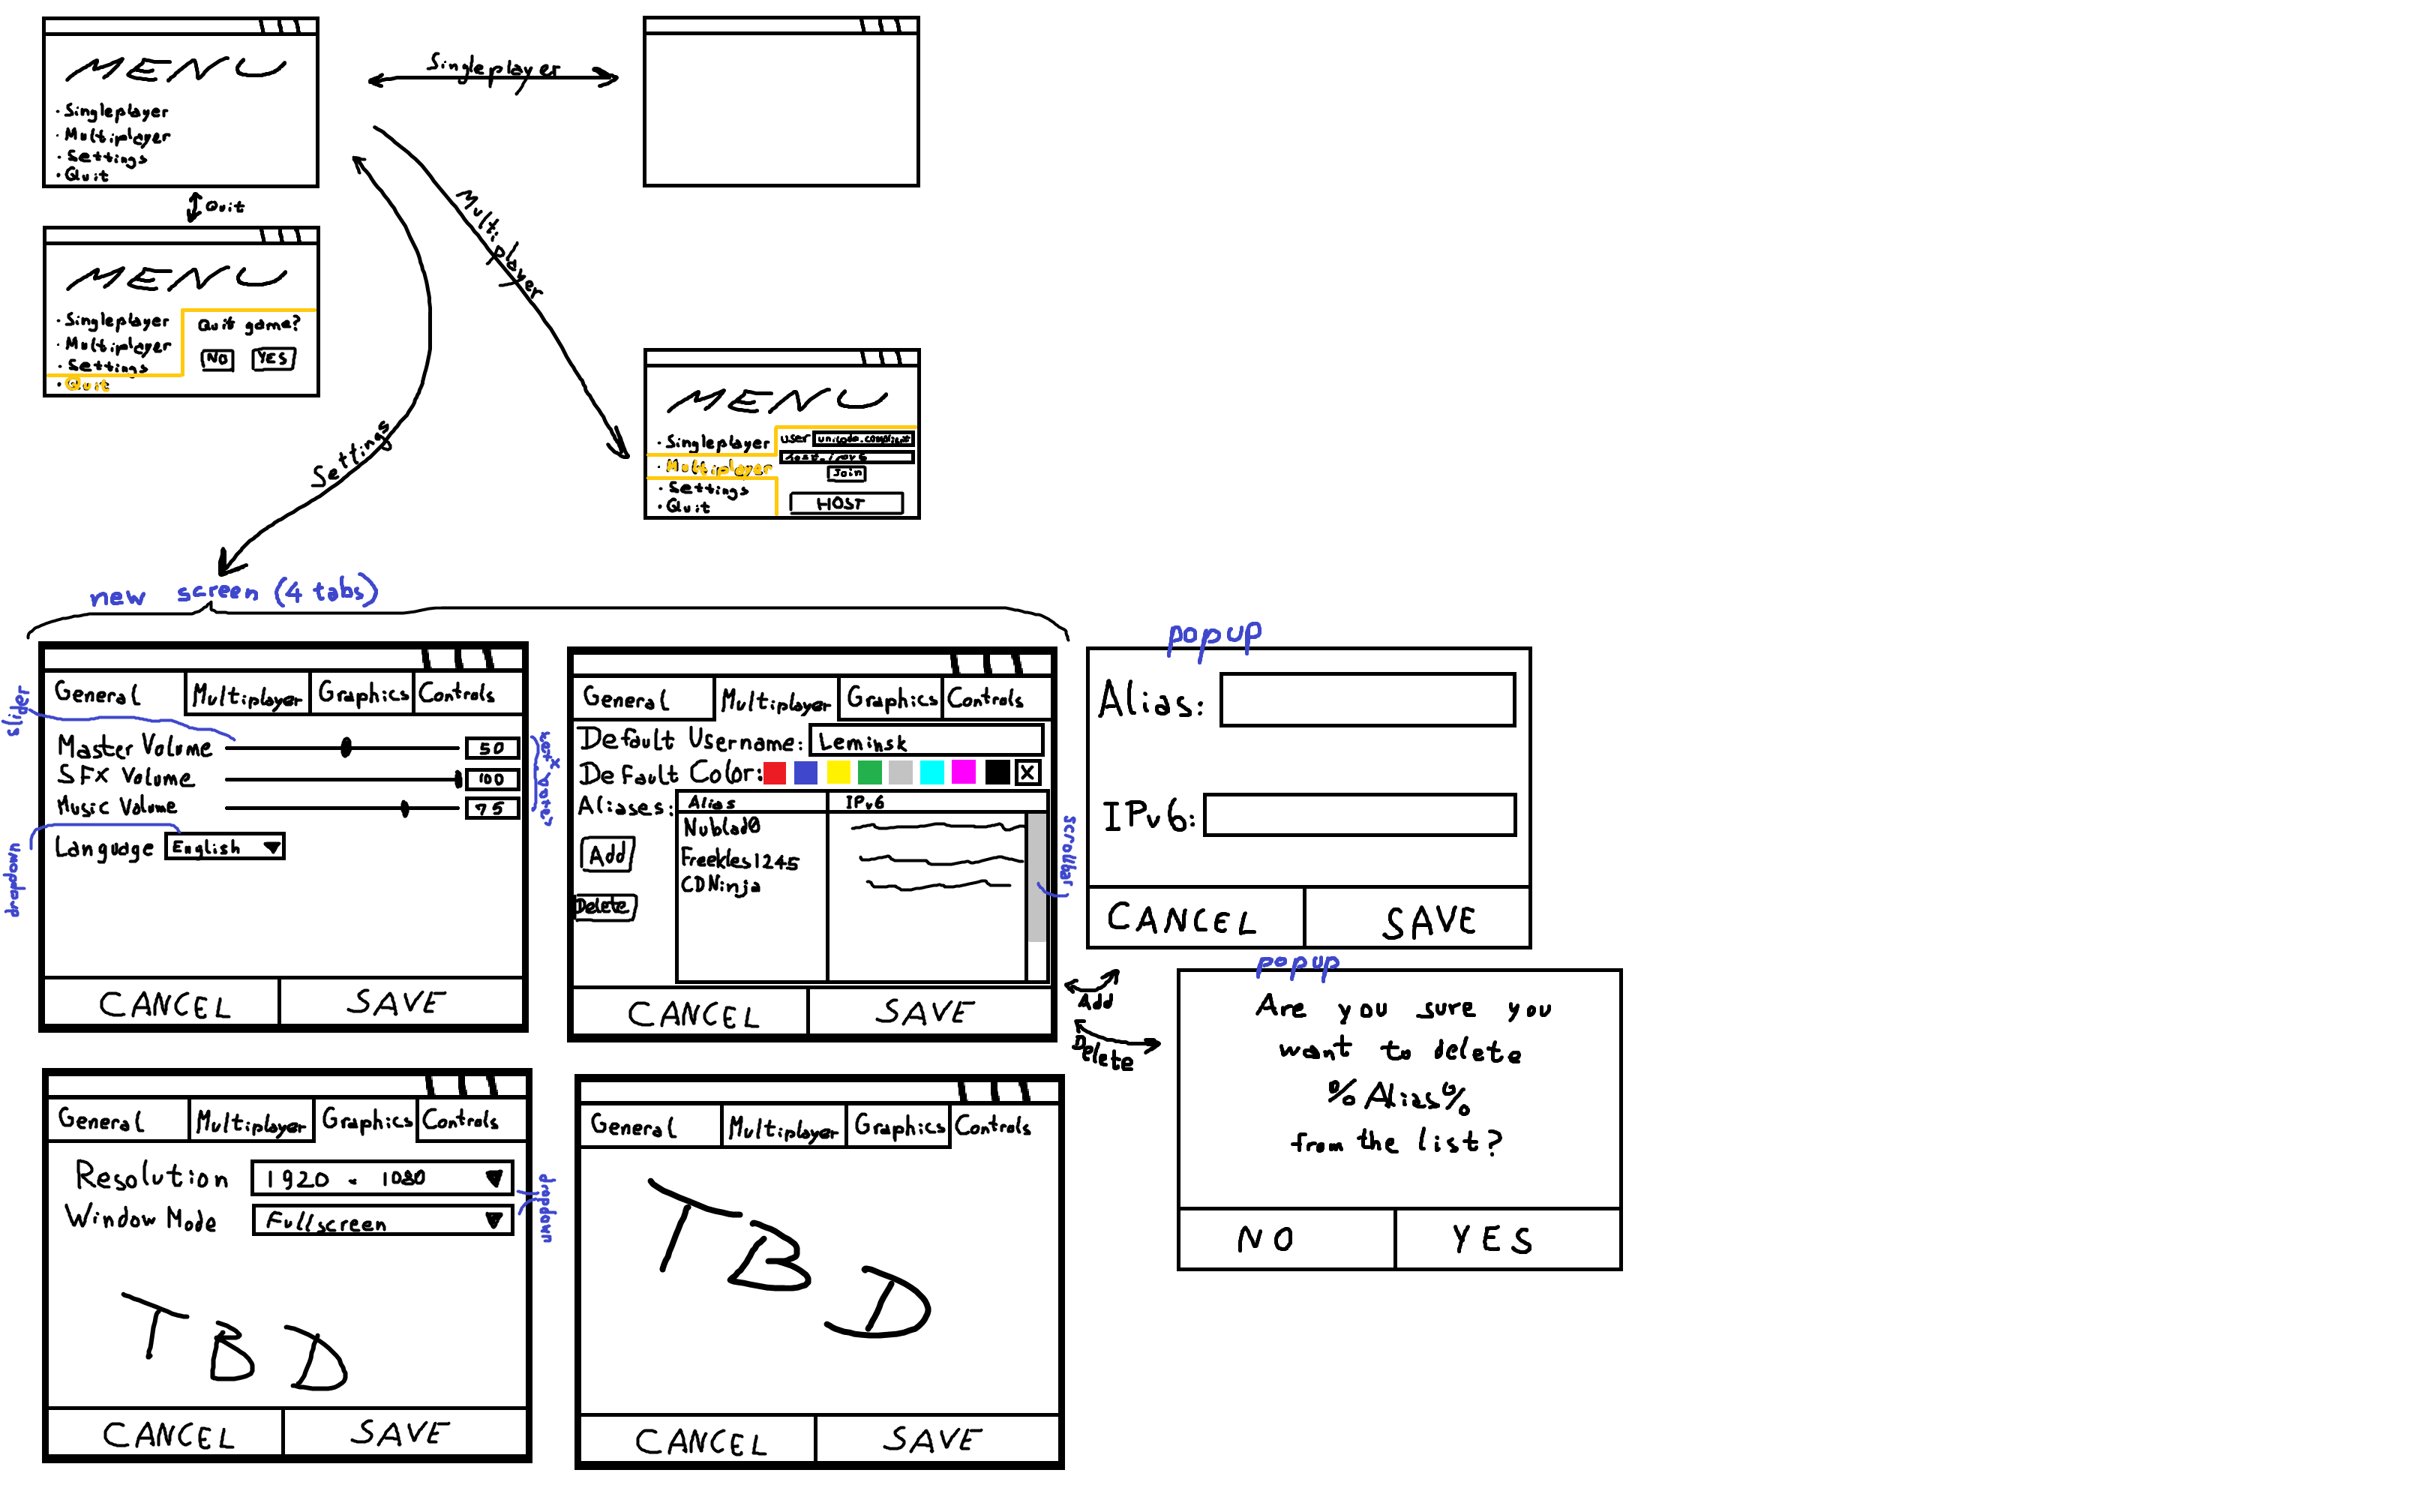 MENU
· Singleplayer
· Multiplayer
· Settings
· Quit
Singleplayer
Quit
MENU
· Singleplayer
· Multiplayer
· Settings
· Quit
Quit game?
NO YES
Multiplayer
Settings
MENU
· Singleplayer
· Multiplayer
· Settings
· Quit
user
Join
HOST
new screen (4 tabs)
General Multiplayer Graphics Controls
slider
Master Volume 50
SFX Volume 100
Music Volume 75
dropdown
Language English
CANCEL SAVE
General Multiplayer Graphics Controls
Default Username: Leminsk
Default Color: X
Aliases: Alias IPv6
Nublad0
Freekles1245
CDNinja
Add
Delete
scrollbar
CANCEL SAVE
popup
Alias:
IPv6:
CANCEL SAVE
Add
Delete
popup
Are you sure you
want to delete
%Alias%
from the list?
NO YES
General Multiplayer Graphics Controls
Resolution 1920 × 1080
Window Mode Fullscreen
dropdown
TBD
CANCEL SAVE
General Multiplayer Graphics Controls
TBD
CANCEL SAVE